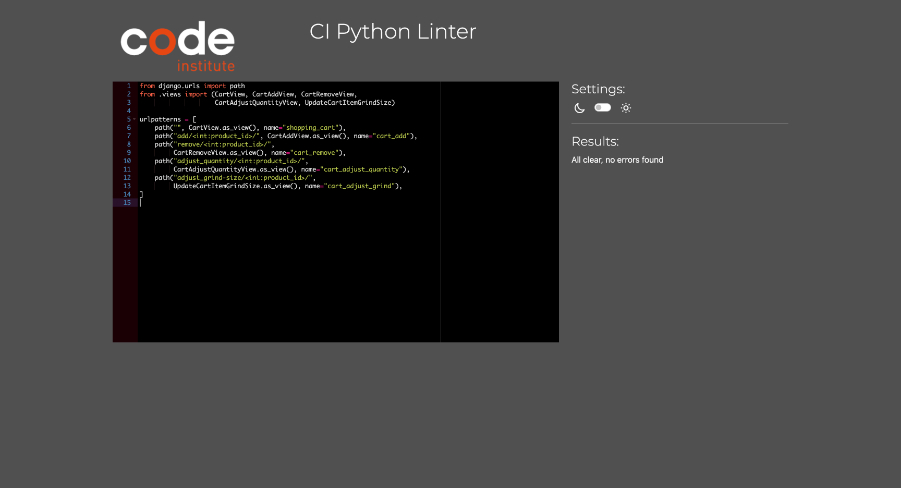 code
institute
CI Python Linter
1 from django.urls import path
2 from .views import (CartView, CartAddView, CartRemoveView,
3 CartAdjustQuantityView, UpdateCartItemGrindSize)
4
5 urlpatterns = [
6 path("", CartView.as_view(), name="shopping_cart"),
7 path("add/<int:product_id>/", CartAddView.as_view(), name="cart_add"),
8 path("remove/<int:product_id>/",
9 CartRemoveView.as_view(), name="cart_remove"),
10 path("adjust_quantity/<int:product_id>/",
11 CartAdjustQuantityView.as_view(), name="cart_adjust_quantity"),
12 path("adjust_grind-size/<int:product_id>/",
13 UpdateCartItemGrindSize.as_view(), name="cart_adjust_grind"),
14 ]
15
Settings:
Results:
All clear, no errors found